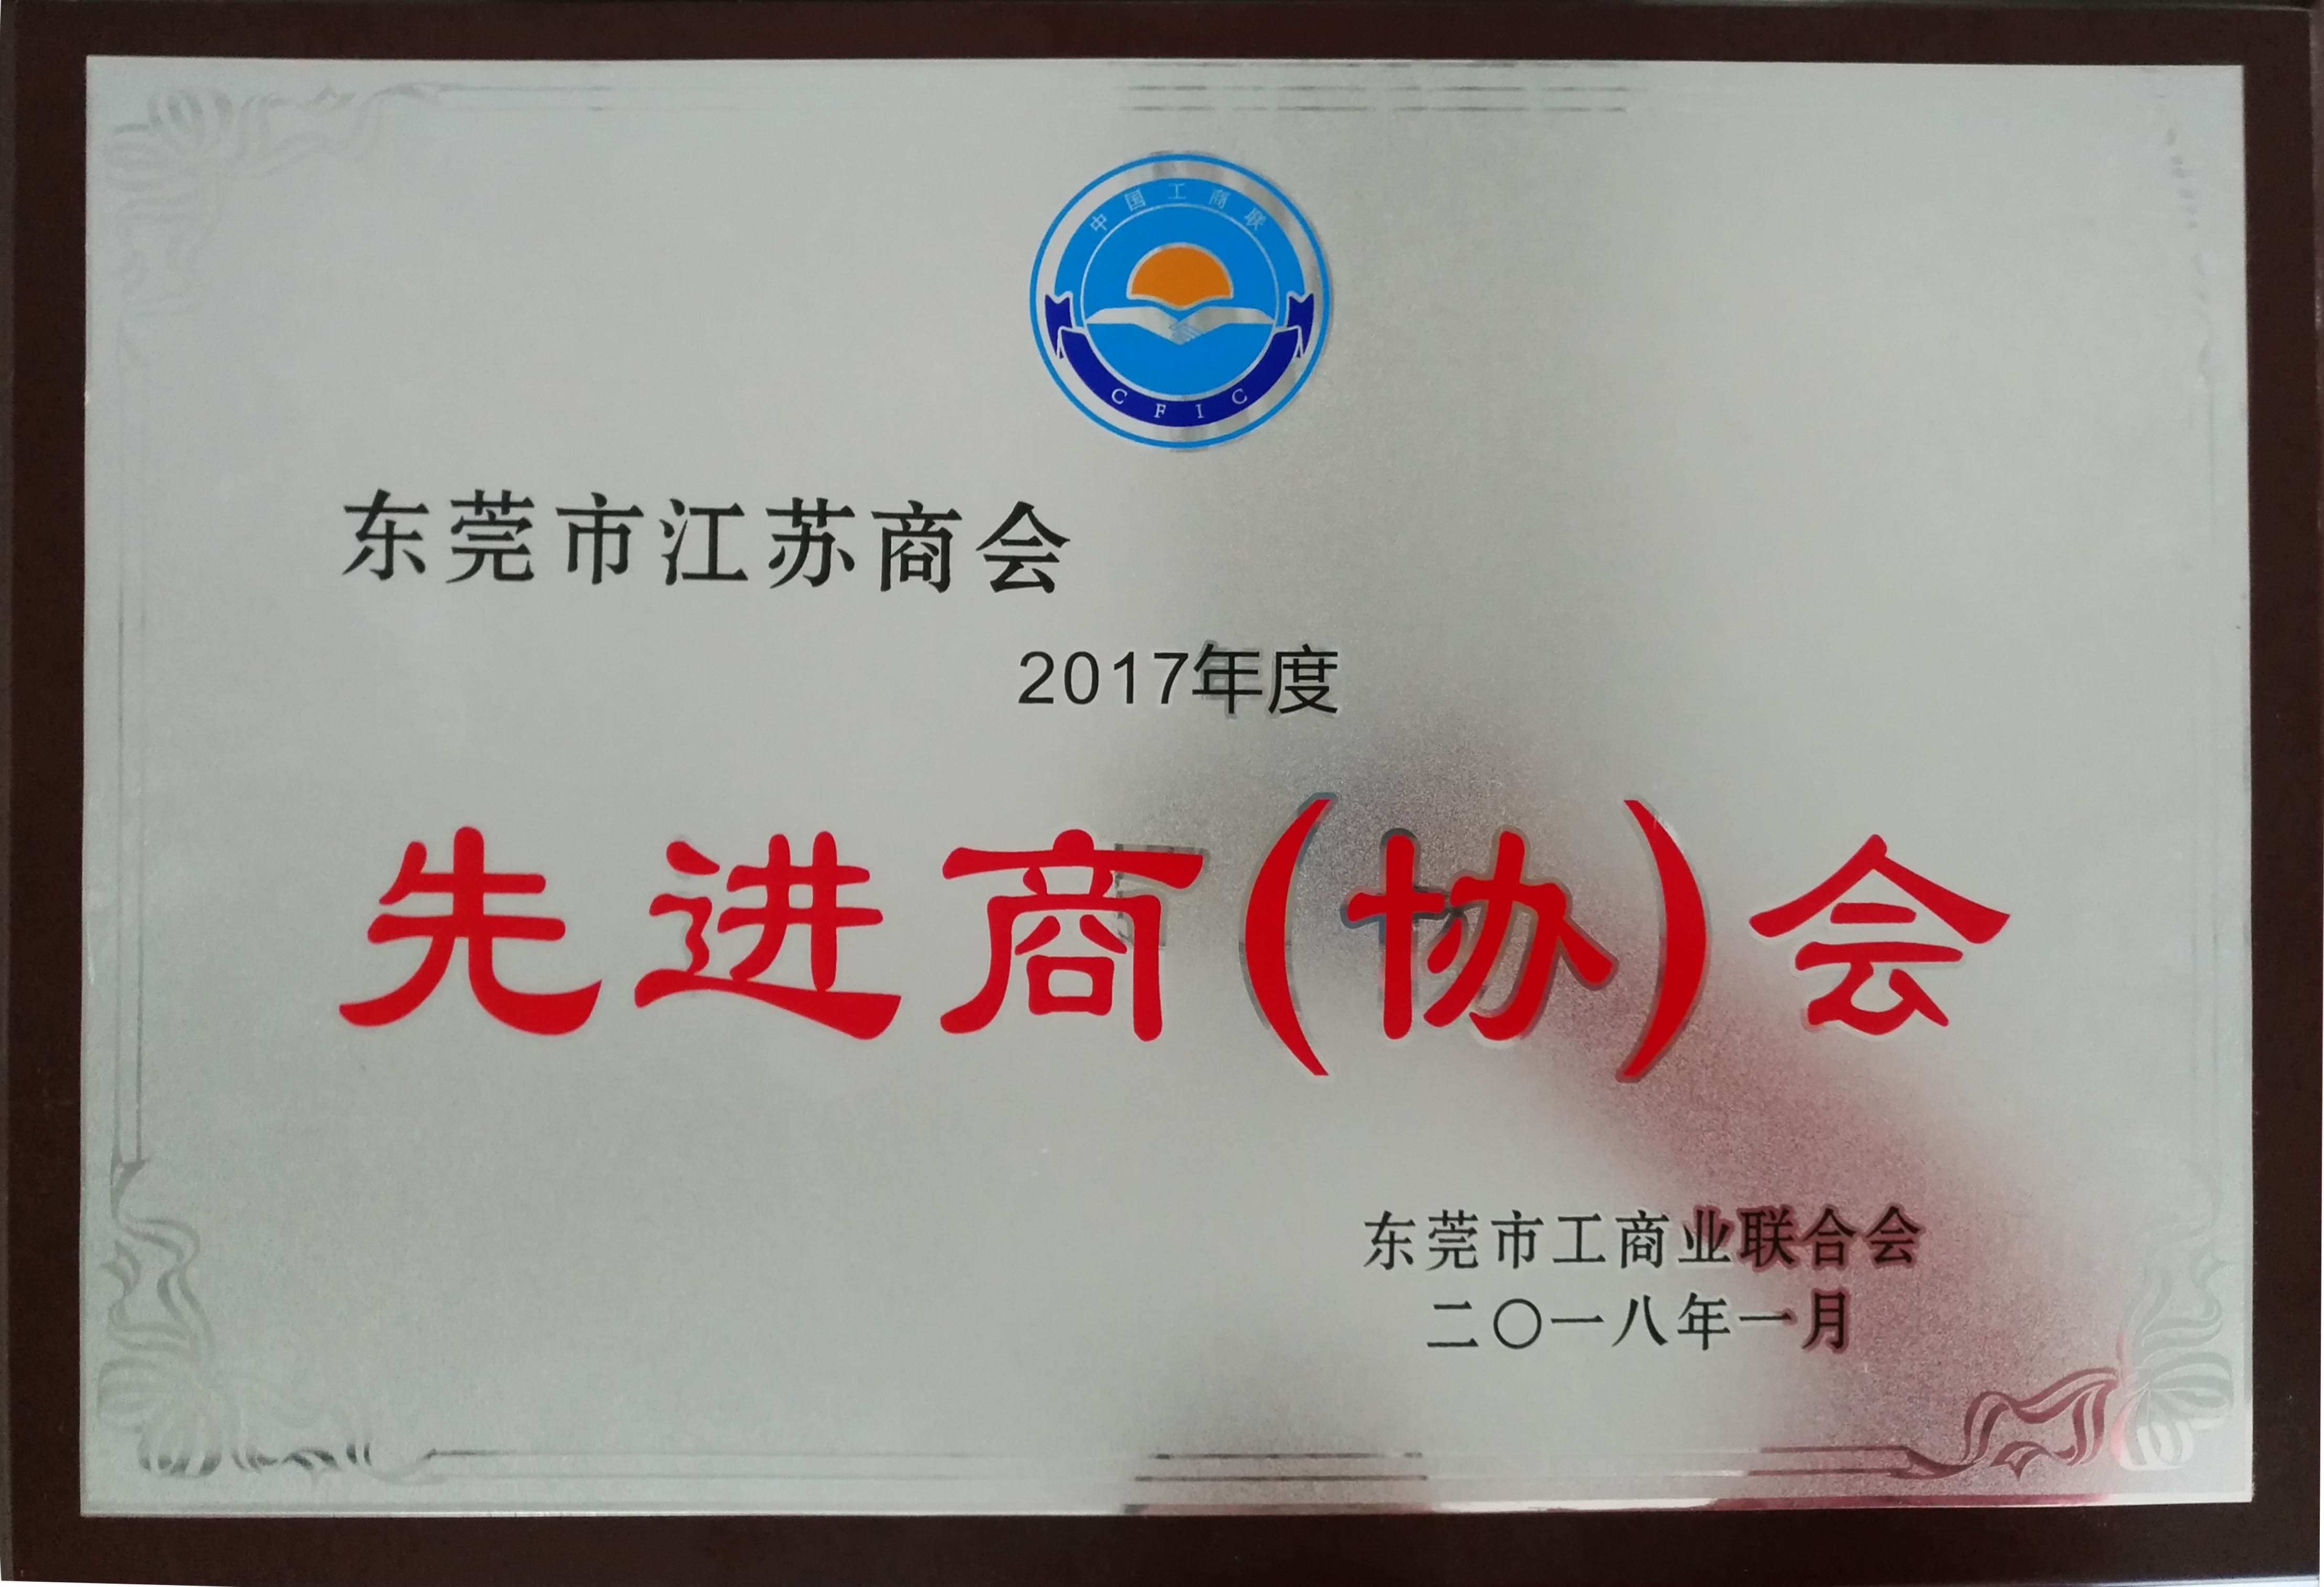 中国工商联
CFIC
东莞市江苏商会
2017年度
先进商(协)会
东莞市工商业联合会
二〇一八年一月